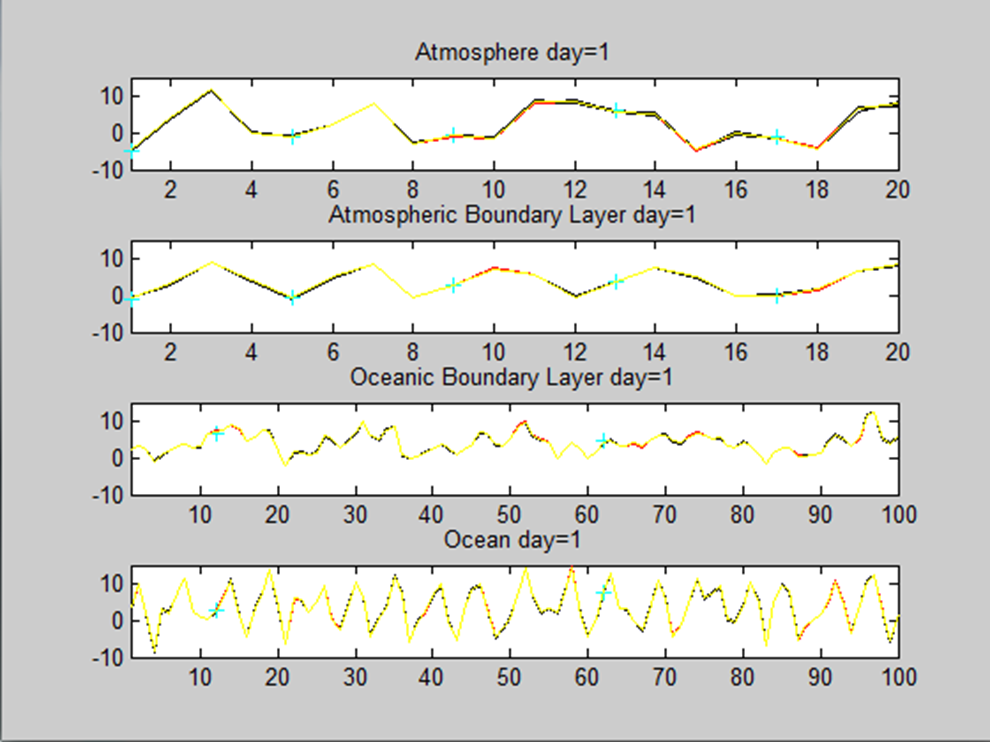 Atmosphere day=1
10
0
-10
2 4 6 8 10 12 14 16 18 20
Atmospheric Boundary Layer day=1
10
0
-10
2 4 6 8 10 12 14 16 18 20
Oceanic Boundary Layer day=1
10
0
-10
10 20 30 40 50 60 70 80 90 100
Ocean day=1
10
0
-10
10 20 30 40 50 60 70 80 90 100